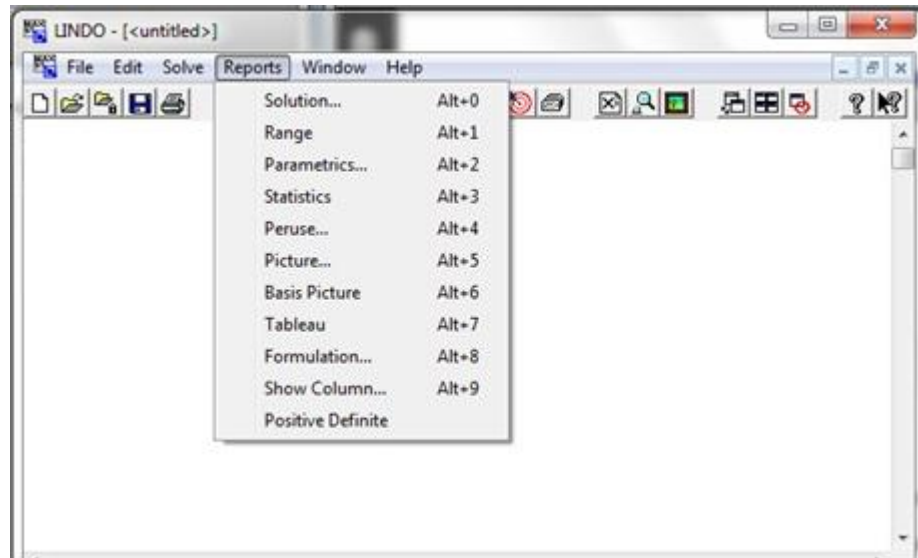 LINDO - [<untitled>]
File Edit Solve Reports Window Help
Solution... Alt+0
Range Alt+1
Parametrics... Alt+2
Statistics Alt+3
Peruse... Alt+4
Picture... Alt+5
Basis Picture Alt+6
Tableau Alt+7
Formulation... Alt+8
Show Column... Alt+9
Positive Definite